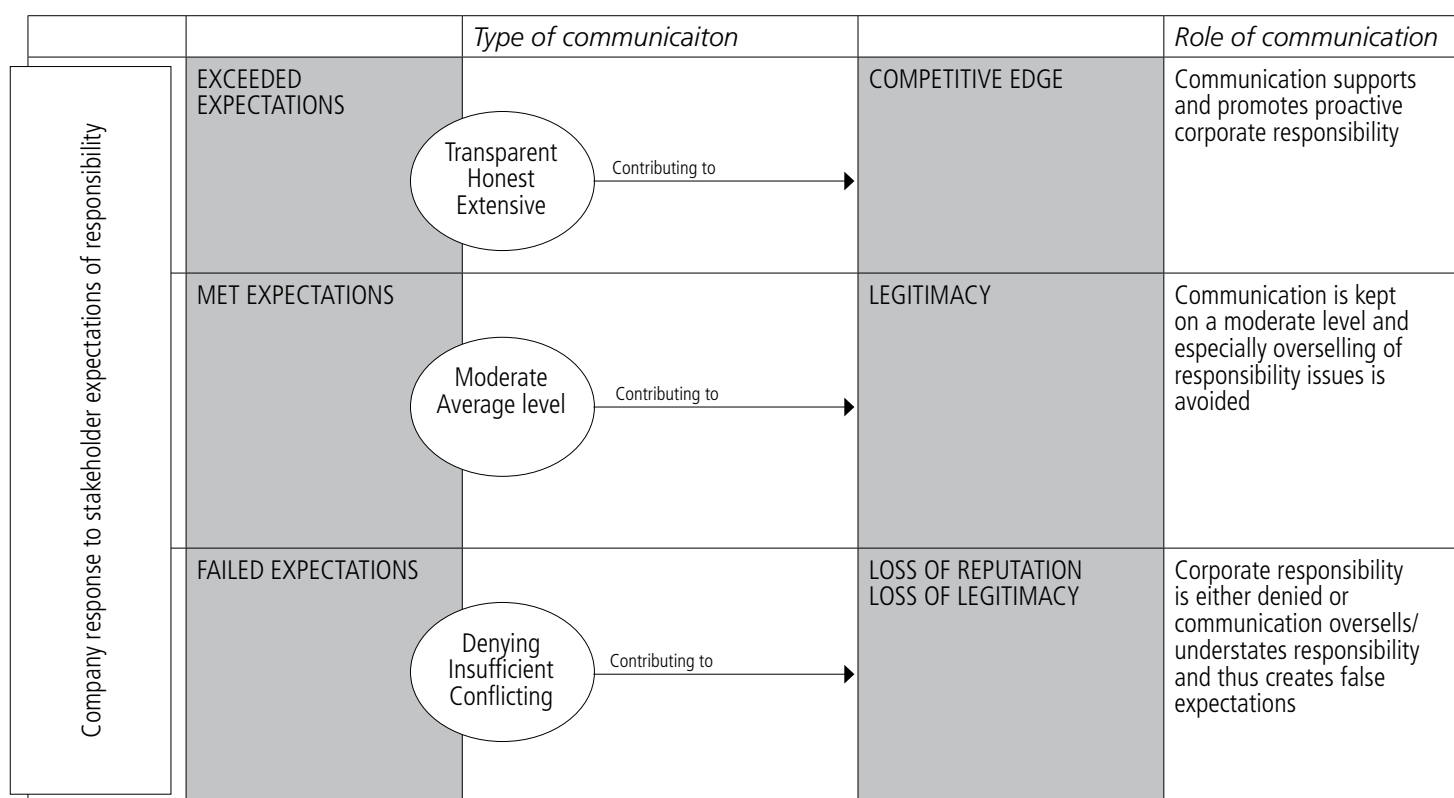 Type of communicaiton
Role of communication
Company response to stakeholder expectations of responsibility
EXCEEDED
EXPECTATIONS
Transparent
Honest
Extensive
Contributing to
COMPETITIVE EDGE
Communication supports
and promotes proactive
corporate responsibility
MET EXPECTATIONS
Moderate
Average level
Contributing to
LEGITIMACY
Communication is kept
on a moderate level and
especially overselling of
responsibility issues is
avoided
FAILED EXPECTATIONS
Denying
Insufficient
Conflicting
Contributing to
LOSS OF REPUTATION
LOSS OF LEGITIMACY
Corporate responsibility
is either denied or
communication oversells/
understates responsibility
and thus creates false
expectations